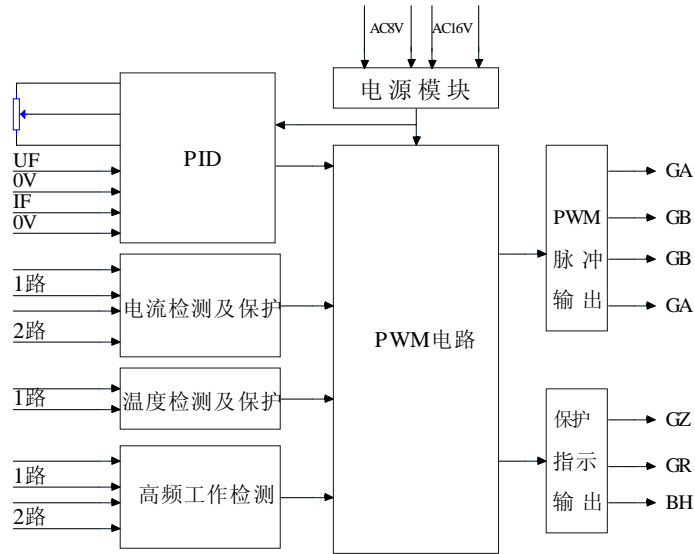 AC8V AC16V
电源模块
PID
UF
0V
IF
0V
1路
2路
电流检测及保护
PWM电路
1路
温度检测及保护
1路
2路
高频工作检测
PWM
脉冲
输出
GA
GB
GB
GA
保护
指示
输出
GZ
GR
BH